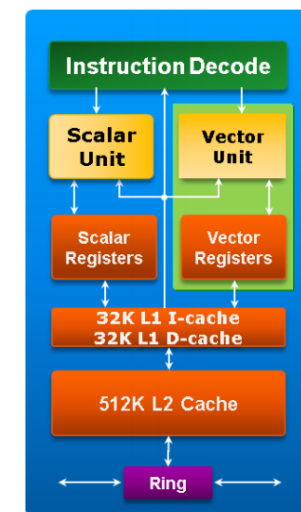 Instruction Decode
Scalar
Unit
Vector
Unit
Scalar
Registers
Vector
Registers
32K L1 I-cache
32K L1 D-cache
512K L2 Cache
Ring